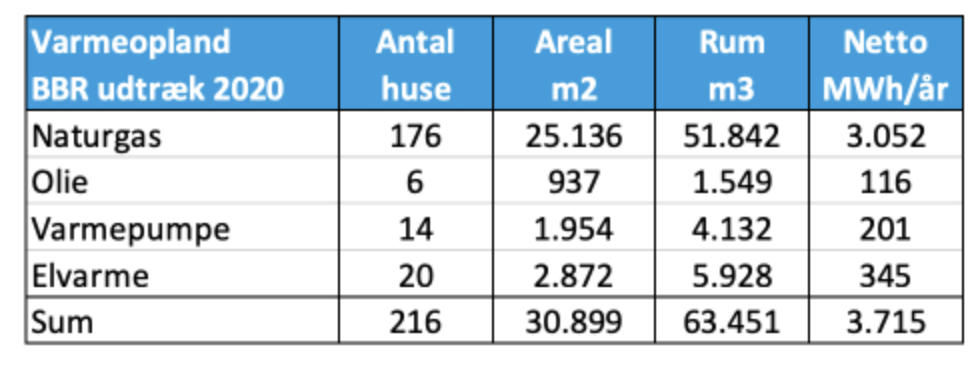 Varmeopland Antal Areal Rum Netto
BBR udtræk 2020 huse m2 m3 MWh/år
Naturgas 176 25.136 51.842 3.052
Olie 6 937 1.549 116
Varmepumpe 14 1.954 4.132 201
Elvarme 20 2.872 5.928 345
Sum 216 30.899 63.451 3.715